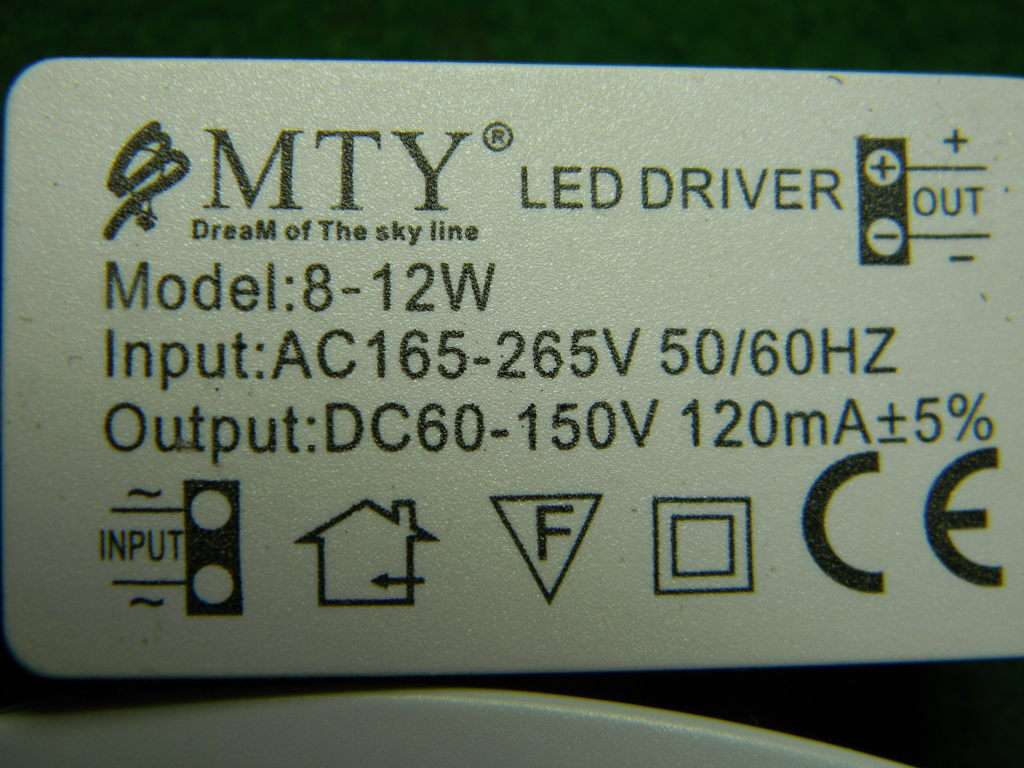 MTY®
DreaM of The sky line
LED DRIVER
+
OUT
-
Model:8-12W
Input:AC165-265V 50/60HZ
Output:DC60-150V 120mA±5%
~
INPUT
~
F
CE